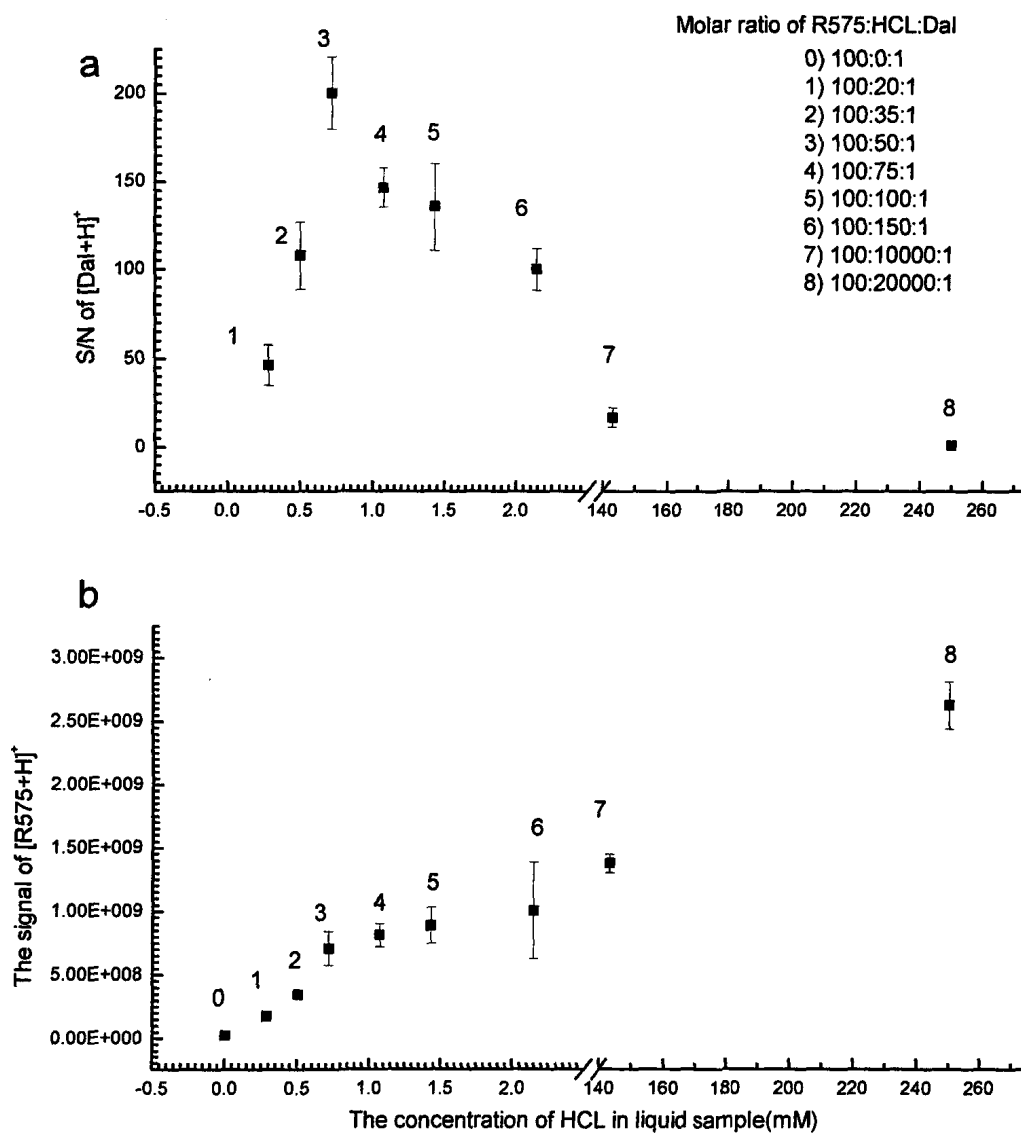 a
Molar ratio of R575:HCL:Dal
0) 100:0:1
1) 100:20:1
2) 100:35:1
3) 100:50:1
4) 100:75:1
5) 100:100:1
6) 100:150:1
7) 100:10000:1
8) 100:20000:1
S/N of [Dal+H]⁺
200
150
100
50
0
1
2
3
4
5
6
7
8
-0.5 0.0 0.5 1.0 1.5 2.0 140 160 180 200 220 240 260
b
The signal of [R575+H]⁺
3.00E+009
2.50E+009
2.00E+009
1.50E+009
1.00E+009
5.00E+008
0.00E+000
0
1
2
3
4
5
6
7
8
-0.5 0.0 0.5 1.0 1.5 2.0 140 160 180 200 220 240 260
The concentration of HCL in liquid sample(mM)